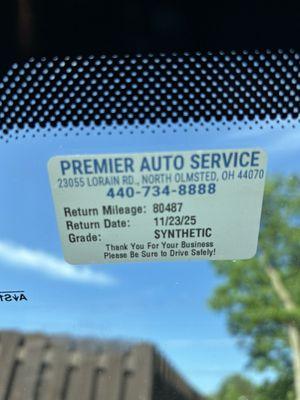 PREMIER AUTO SERVICE
23055 LORAIN RD., NORTH OLMSTED, OH 44070
440-734-8888
Return Mileage: 80487
Return Date: 11/23/25
Grade: SYNTHETIC
Thank You For Your Business
Please Be Sure to Drive Safely!